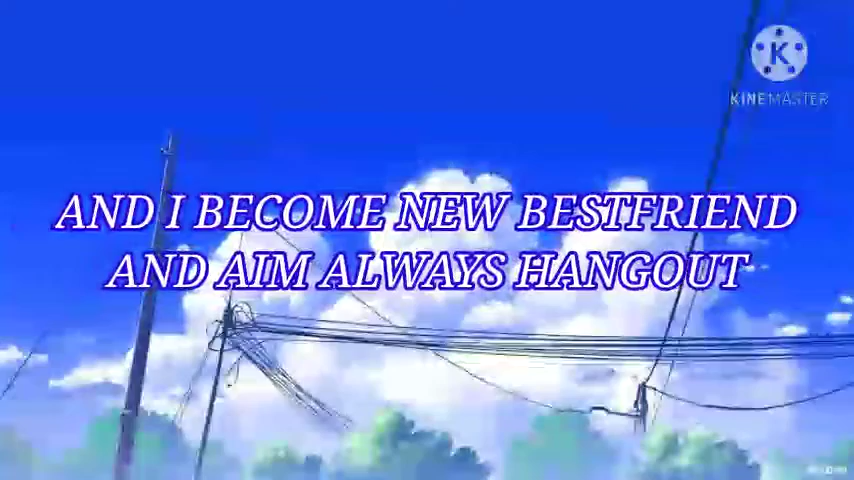 KINEMASTER
AND I BECOME NEW BESTFRIEND
AND AIM ALWAYS HANGOUT